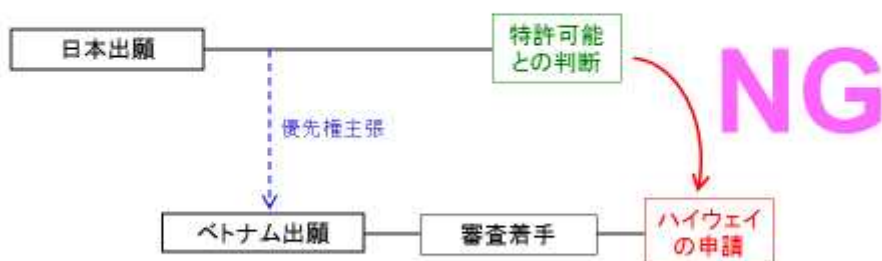 日本出願
特許可能
との判断
NG
優先権主張
ベトナム出願
審査着手
ハイウェイ
の申請